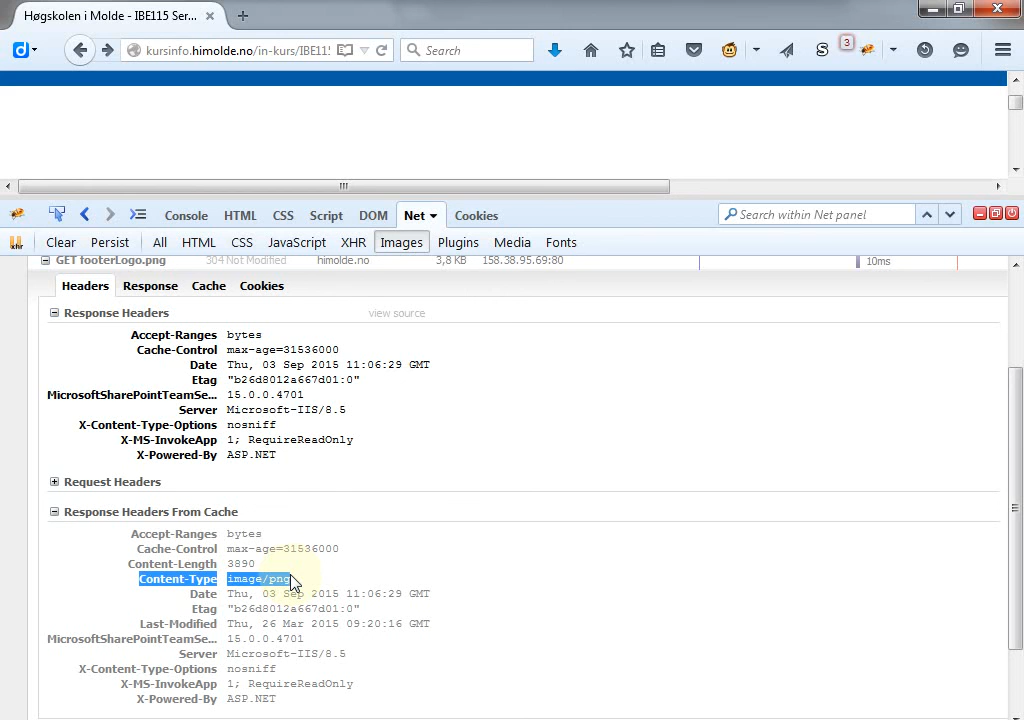 Høgskolen i Molde - IBE115 Ser... ×
+
kursinfo.himolde.no/in-kurs/IBE11!
Search
3
Console HTML CSS Script DOM Net Cookies
Search within Net panel
Clear Persist All HTML CSS JavaScript XHR Images Plugins Media Fonts
GET footerLogo.png 304 Not Modified himolde.no 3,8 KB 158.38.95.69:80 10ms
Headers Response Cache Cookies
Response Headers view source
Accept-Ranges bytes
Cache-Control max-age=31536000
Date Thu, 03 Sep 2015 11:06:29 GMT
Etag "b26d8012a667d01:0"
MicrosoftSharePointTeamSe... 15.0.0.4701
Server Microsoft-IIS/8.5
X-Content-Type-Options nosniff
X-MS-InvokeApp 1; RequireReadOnly
X-Powered-By ASP.NET
Request Headers
Response Headers From Cache
Accept-Ranges bytes
Cache-Control max-age=31536000
Content-Length 3890
Content-Type image/png
Date Thu, 03 Sep 2015 11:06:29 GMT
Etag "b26d8012a667d01:0"
Last-Modified Thu, 26 Mar 2015 09:20:16 GMT
MicrosoftSharePointTeamSe... 15.0.0.4701
Server Microsoft-IIS/8.5
X-Content-Type-Options nosniff
X-MS-InvokeApp 1; RequireReadOnly
X-Powered-By ASP.NET